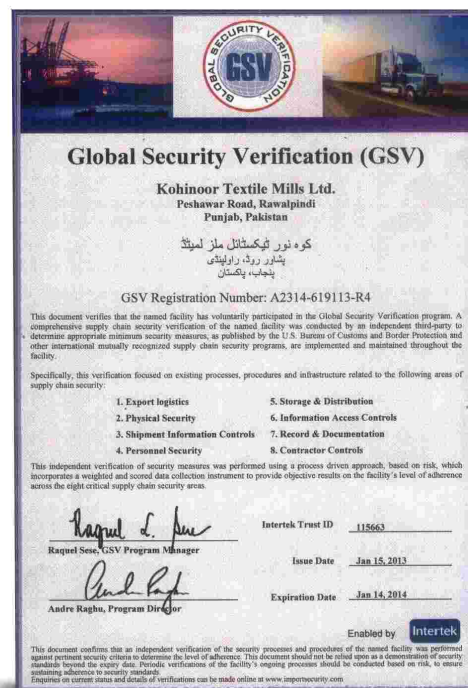 GLOBAL SECURITY VERIFICATION
GSV
Global Security Verification (GSV)
Kohinoor Textile Mills Ltd.
Peshawar Road, Rawalpindi
Punjab, Pakistan
کوہ نور ٹیکسٹائل ملز لمیٹڈ
پشاور روڈ، راولپنڈی
پنجاب، پاکستان
GSV Registration Number: A2314-619113-R4
This document verifies that the named facility has voluntarily participated in the Global Security Verification program. A
comprehensive supply chain security verification of the named facility was conducted by an independent third-party to
determine appropriate minimum security measures, as published by the U.S. Bureau of Customs and Border Protection and
other international mutually recognized supply chain security programs, are implemented and maintained throughout the
facility.
Specifically, this verification focused on existing processes, procedures and infrastructure related to the following areas of
supply chain security:
1. Export logistics
2. Physical Security
3. Shipment Information Controls
4. Personnel Security
5. Storage & Distribution
6. Information Access Controls
7. Record & Documentation
8. Contractor Controls
This independent verification of security measures was performed using a process driven approach, based on risk, which
incorporates a weighted and scored data collection instrument to provide objective results on the facility's level of adherence
across the eight critical supply chain security areas.
Raquel L. Sese
Raquel Sese, GSV Program Manager
Andre Raghu, Program Director
Intertek Trust ID 115663
Issue Date Jan 15, 2013
Expiration Date Jan 14, 2014
Enabled by Intertek
This document confirms that an independent verification of the security processes and procedures of the named facility was performed
against pertinent security criteria to determine the level of adherence. This document should not be relied upon as a demonstration of security
standards beyond the expiry date. Periodic verifications of the facility's ongoing processes should be conducted based on risk, to ensure
sustaining adherence to security standards.
Enquiries on current status and details of verifications can be made online at www.importsecurity.com